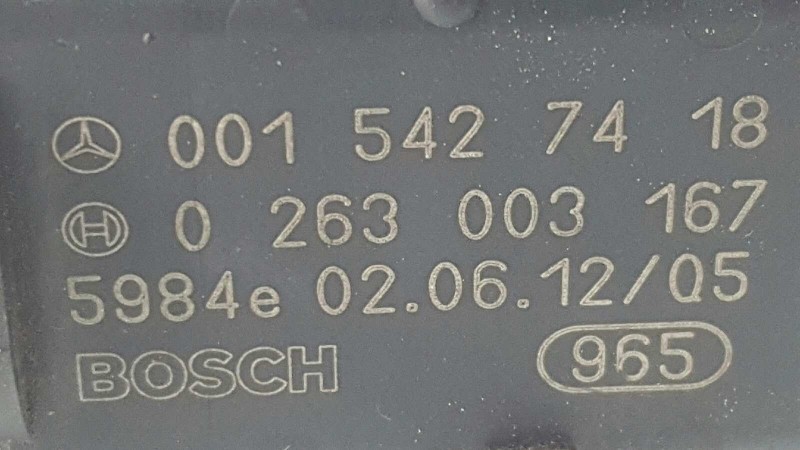 001 542 74 18
0 263 003 167
5984e 02.06.12/05
BOSCH 965